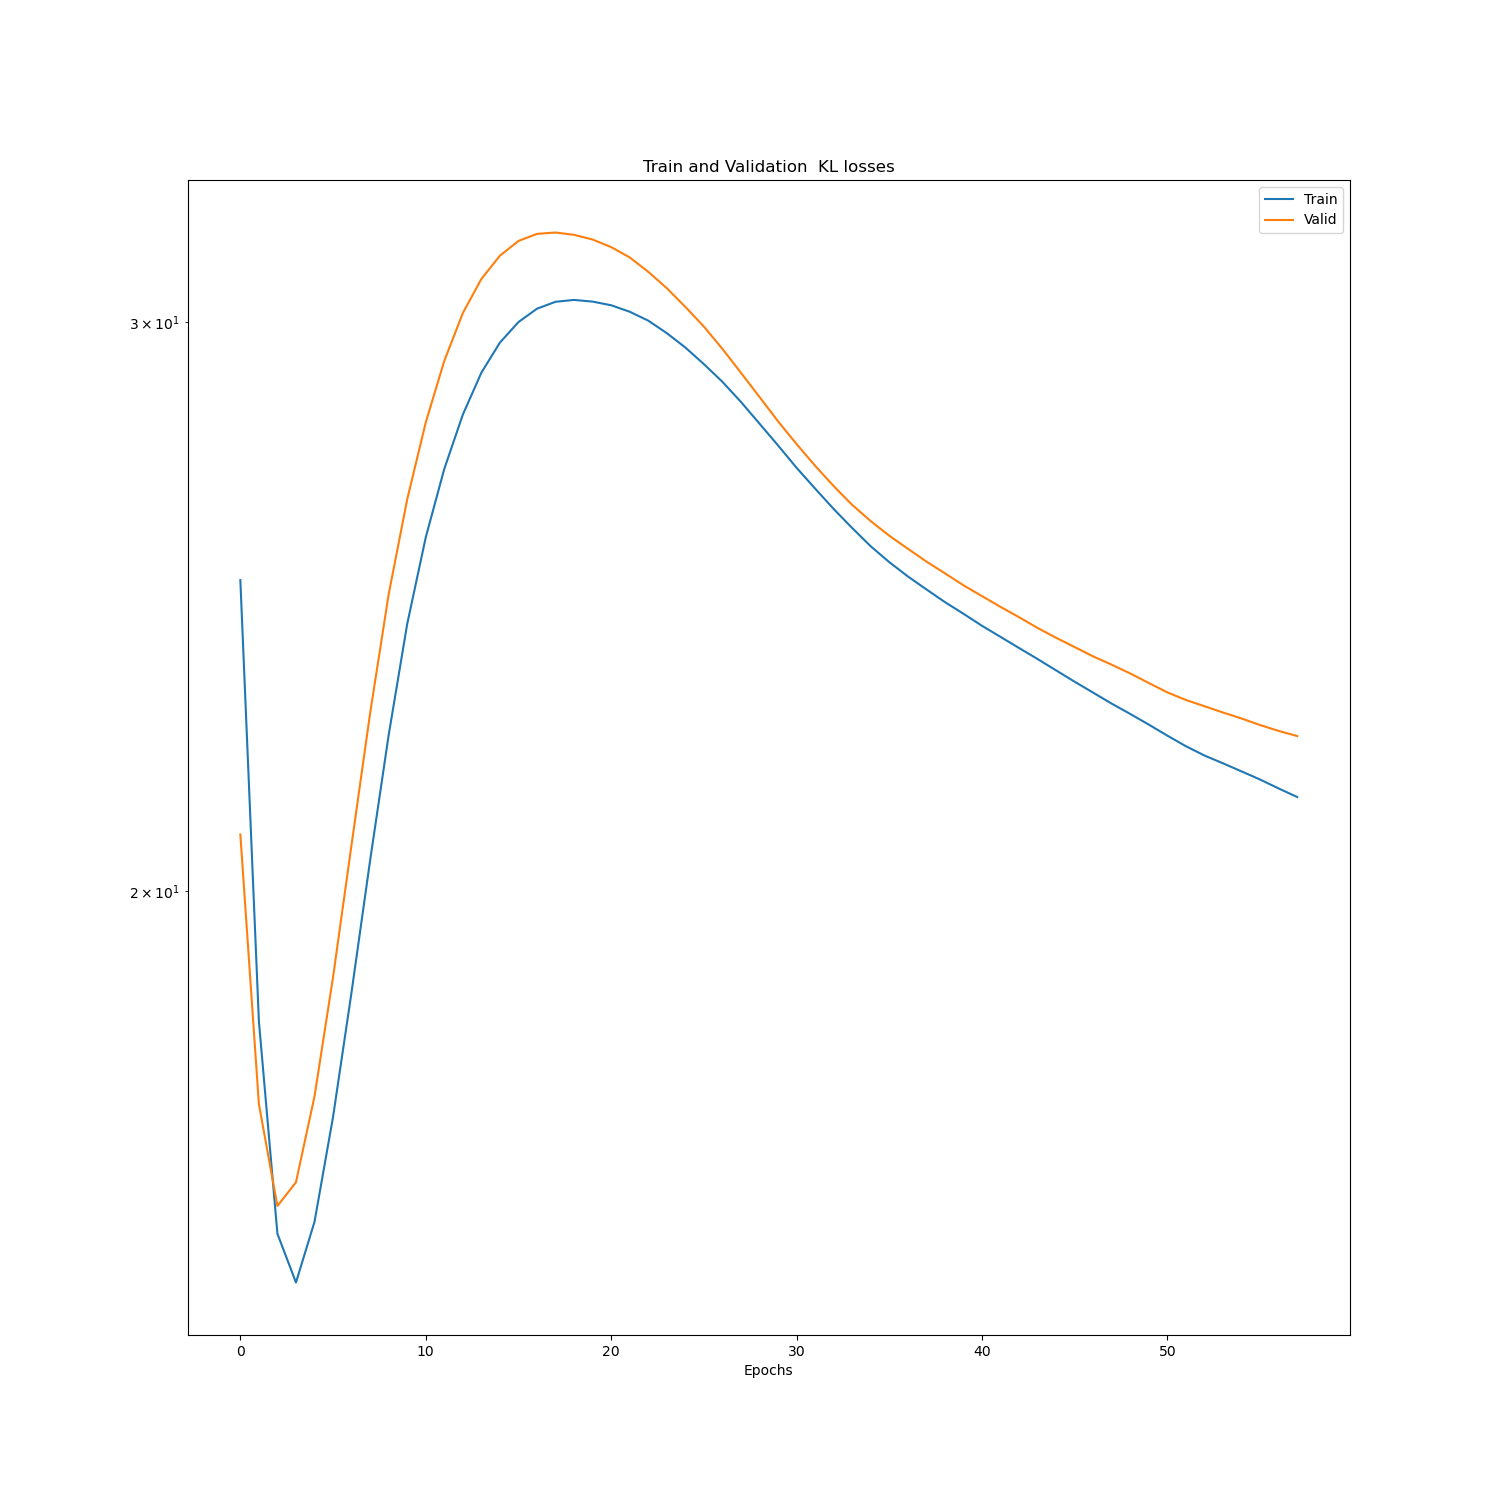 Train and Validation  KL losses
Train
Valid
3 × 10¹
2 × 10¹
0 10 20 30 40 50
Epochs